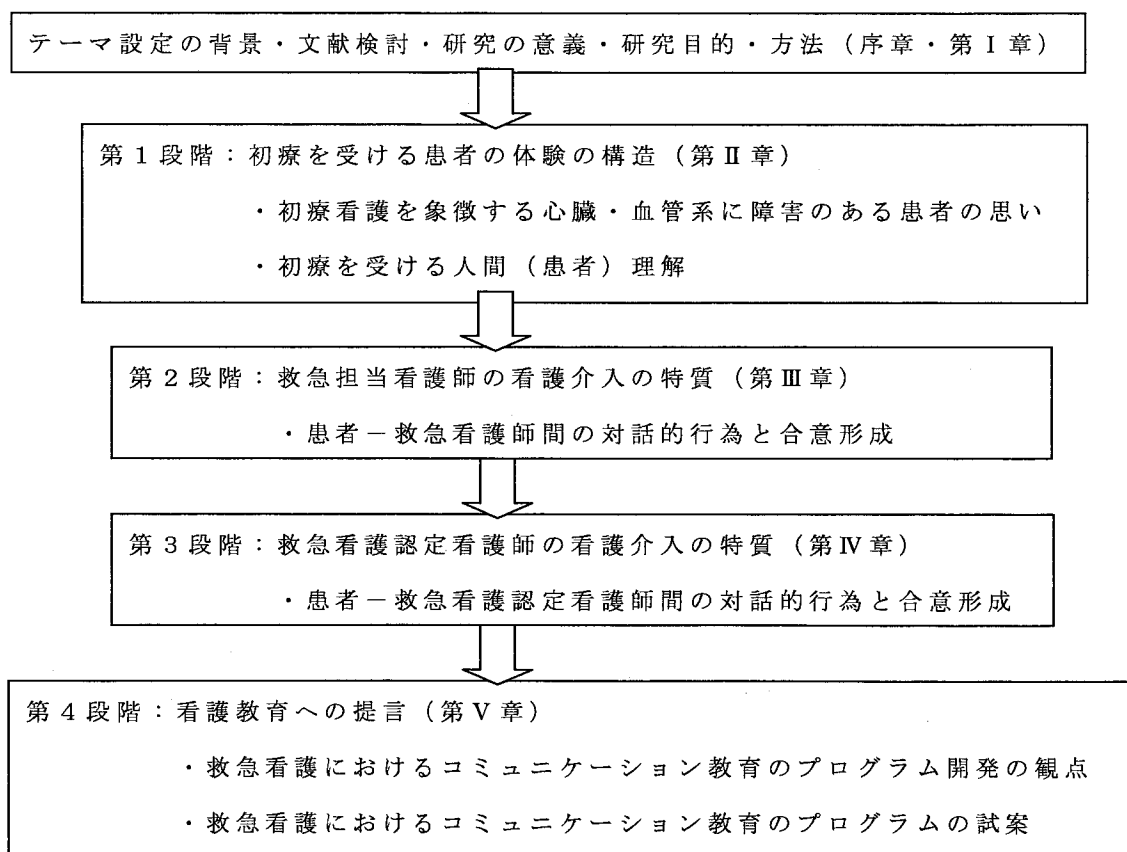 テーマ設定の背景・文献検討・研究の意義・研究目的・方法（序章・第Ⅰ章）
第1段階：初療を受ける患者の体験の構造（第Ⅱ章）
・初療看護を象徴する心臓・血管系に障害のある患者の思い
・初療を受ける人間（患者）理解
第2段階：救急担当看護師の看護介入の特質（第Ⅲ章）
・患者－救急看護師間の対話的行為と合意形成
第3段階：救急看護認定看護師の看護介入の特質（第Ⅳ章）
・患者－救急看護認定看護師間の対話的行為と合意形成
第4段階：看護教育への提言（第Ⅴ章）
・救急看護におけるコミュニケーション教育のプログラム開発の観点
・救急看護におけるコミュニケーション教育のプログラムの試案